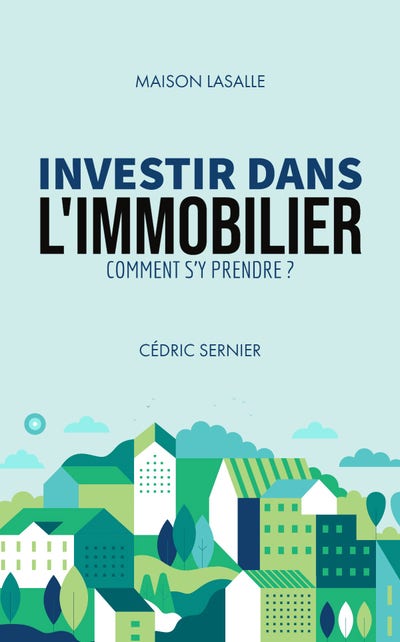 MAISON LASALLE
INVESTIR DANS
L'IMMOBILIER
COMMENT S'Y PRENDRE ?
CÉDRIC SERNIER